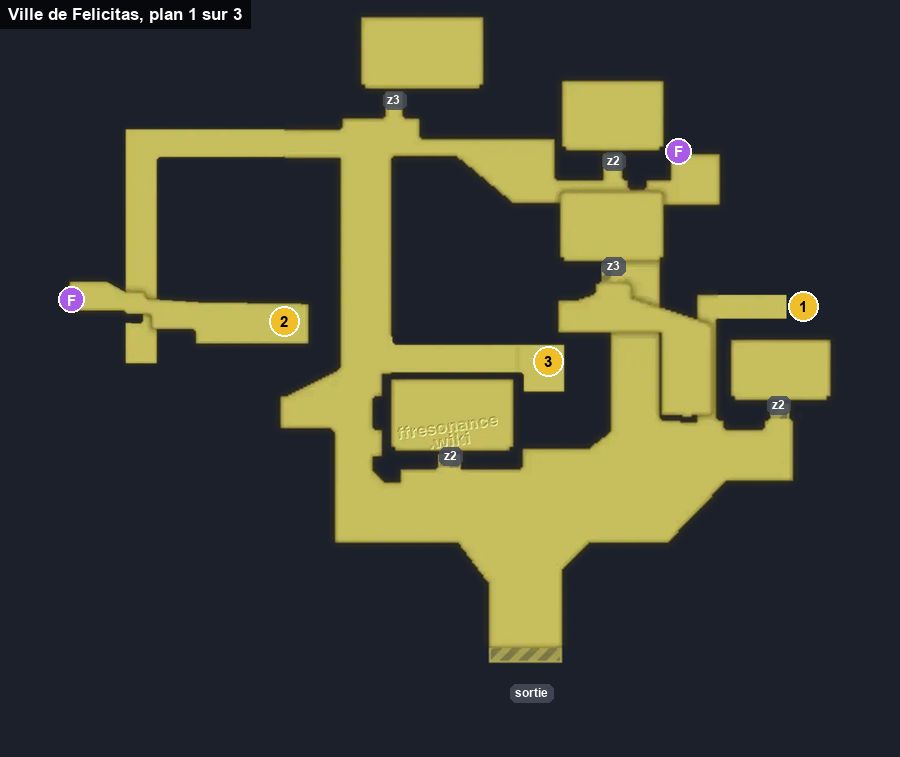 Ville de Felicitas, plan 1 sur 3
z3
z2
F
z3
F
1
2
3
z2
ffresonance
.wiki
z2
sortie